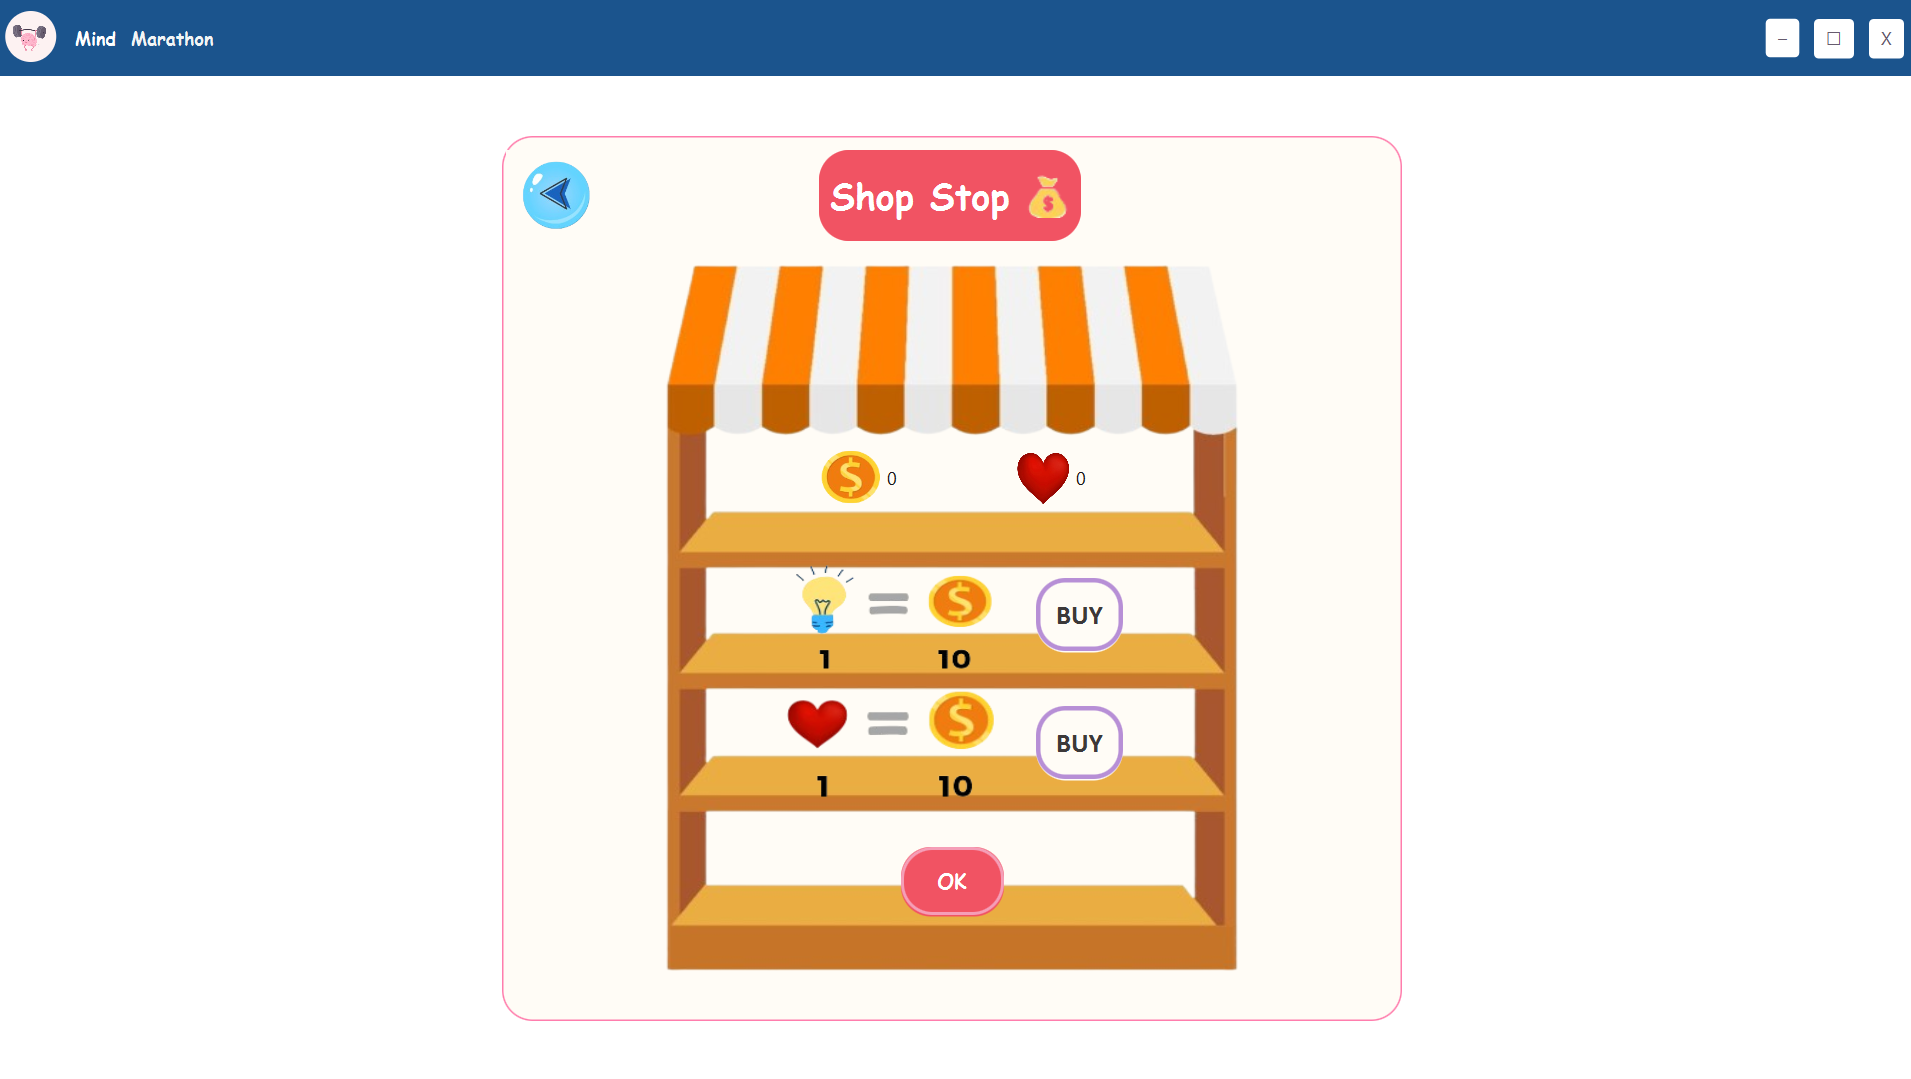 Mind Marathon
– □ X
Shop Stop
$ 0 0
= $ BUY
1 10
= $ BUY
1 10
OK